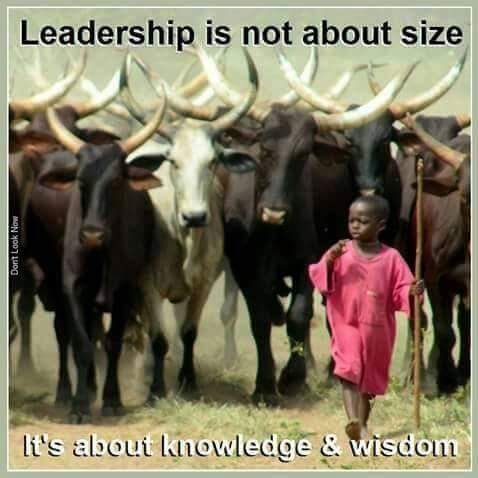 Leadership is not about size
Don't Look Now
It's about knowledge & wisdom